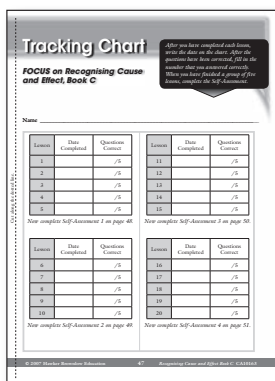 Tracking Chart
After you have completed each lesson,
write the date on the chart. After the
questions have been corrected, fill in the
number that you answered correctly.
When you have finished a group of five
lessons, complete the Self-Assessment.
FOCUS on Recognising Cause
and Effect, Book C
Name
Lesson Date Completed Questions Correct
1 /5
2 /5
3 /5
4 /5
5 /5
Now complete Self-Assessment 1 on page 48.
Lesson Date Completed Questions Correct
11 /5
12 /5
13 /5
14 /5
15 /5
Now complete Self-Assessment 3 on page 50.
Lesson Date Completed Questions Correct
6 /5
7 /5
8 /5
9 /5
10 /5
Now complete Self-Assessment 2 on page 49.
Lesson Date Completed Questions Correct
16 /5
17 /5
18 /5
19 /5
20 /5
Now complete Self-Assessment 4 on page 51.
© 2007 Hawker Brownlow Education 47 Recognising Cause and Effect Book C